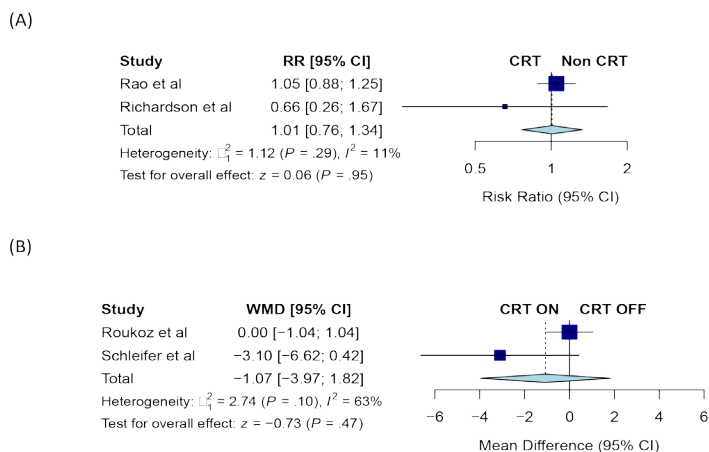 (A)
Study RR [95% CI] CRT Non CRT
Rao et al 1.05 [0.88; 1.25]
Richardson et al 0.66 [0.26; 1.67]
Total 1.01 [0.76; 1.34]
Heterogeneity: □²₁ = 1.12 (P = .29), I² = 11%
Test for overall effect: z = 0.06 (P = .95)
0.5 1 2
Risk Ratio (95% CI)
(B)
Study WMD [95% CI] CRT ON CRT OFF
Roukoz et al 0.00 [−1.04; 1.04]
Schleifer et al −3.10 [−6.62; 0.42]
Total −1.07 [−3.97; 1.82]
Heterogeneity: □²₁ = 2.74 (P = .10), I² = 63%
Test for overall effect: z = −0.73 (P = .47)
−6 −4 −2 0 2 4 6
Mean Difference (95% CI)